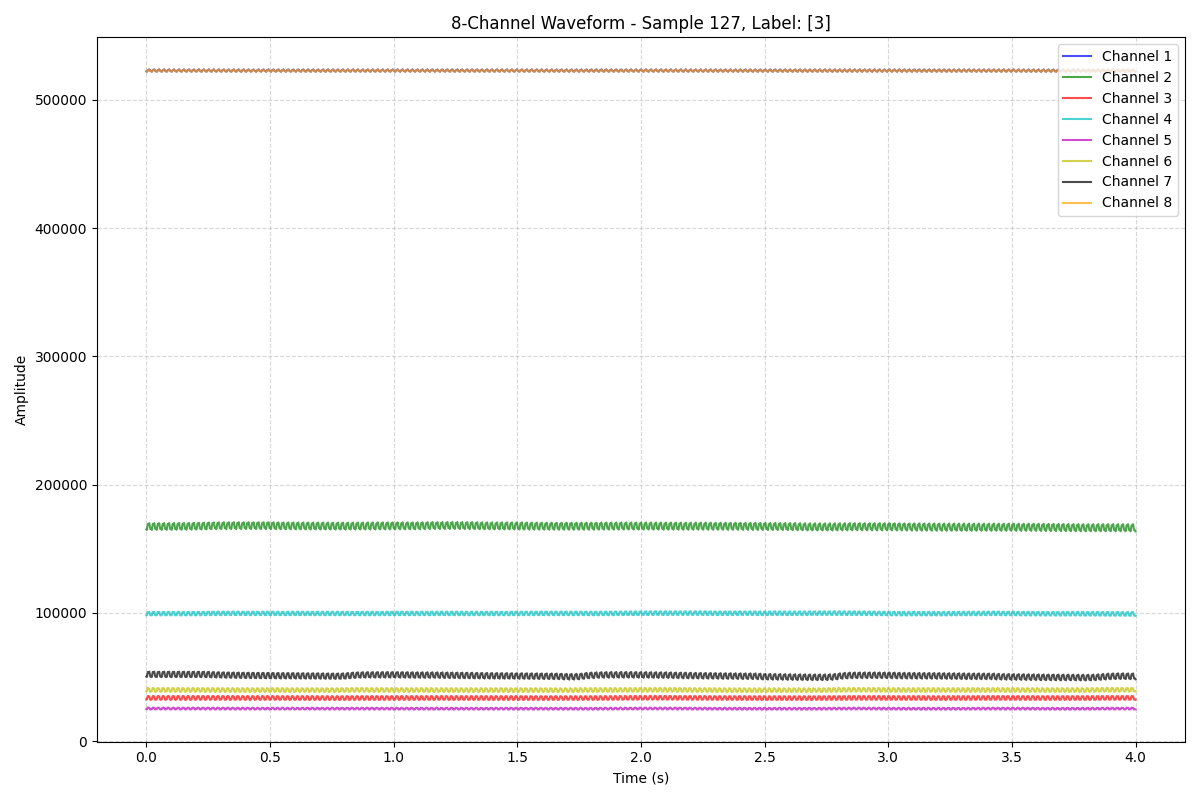 8-Channel Waveform - Sample 127, Label: [3]
Channel 1
Channel 2
Channel 3
Channel 4
Channel 5
Channel 6
Channel 7
Channel 8
500000
400000
300000
200000
100000
0
Amplitude
0.0 0.5 1.0 1.5 2.0 2.5 3.0 3.5 4.0
Time (s)